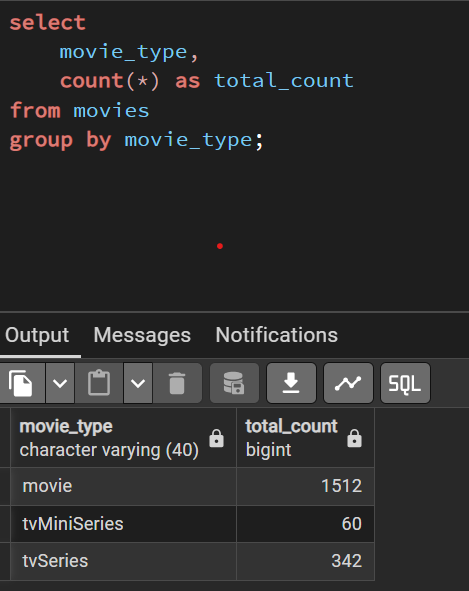 select
    movie_type,
    count(*) as total_count
from movies
group by movie_type;
Output Messages Notifications
SQL
movie_type total_count
character varying (40) bigint
movie 1512
tvMiniSeries 60
tvSeries 342